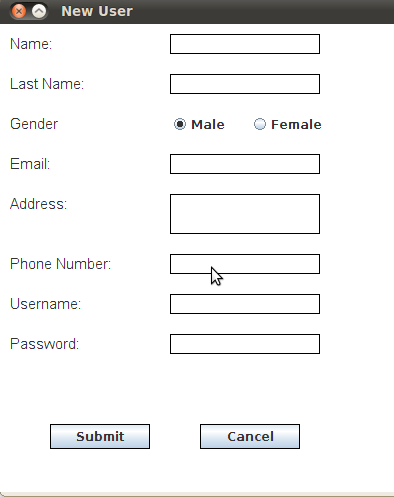 New User
Name:
Last Name:
Gender Male Female
Email:
Address:
Phone Number:
Username:
Password:
Submit Cancel